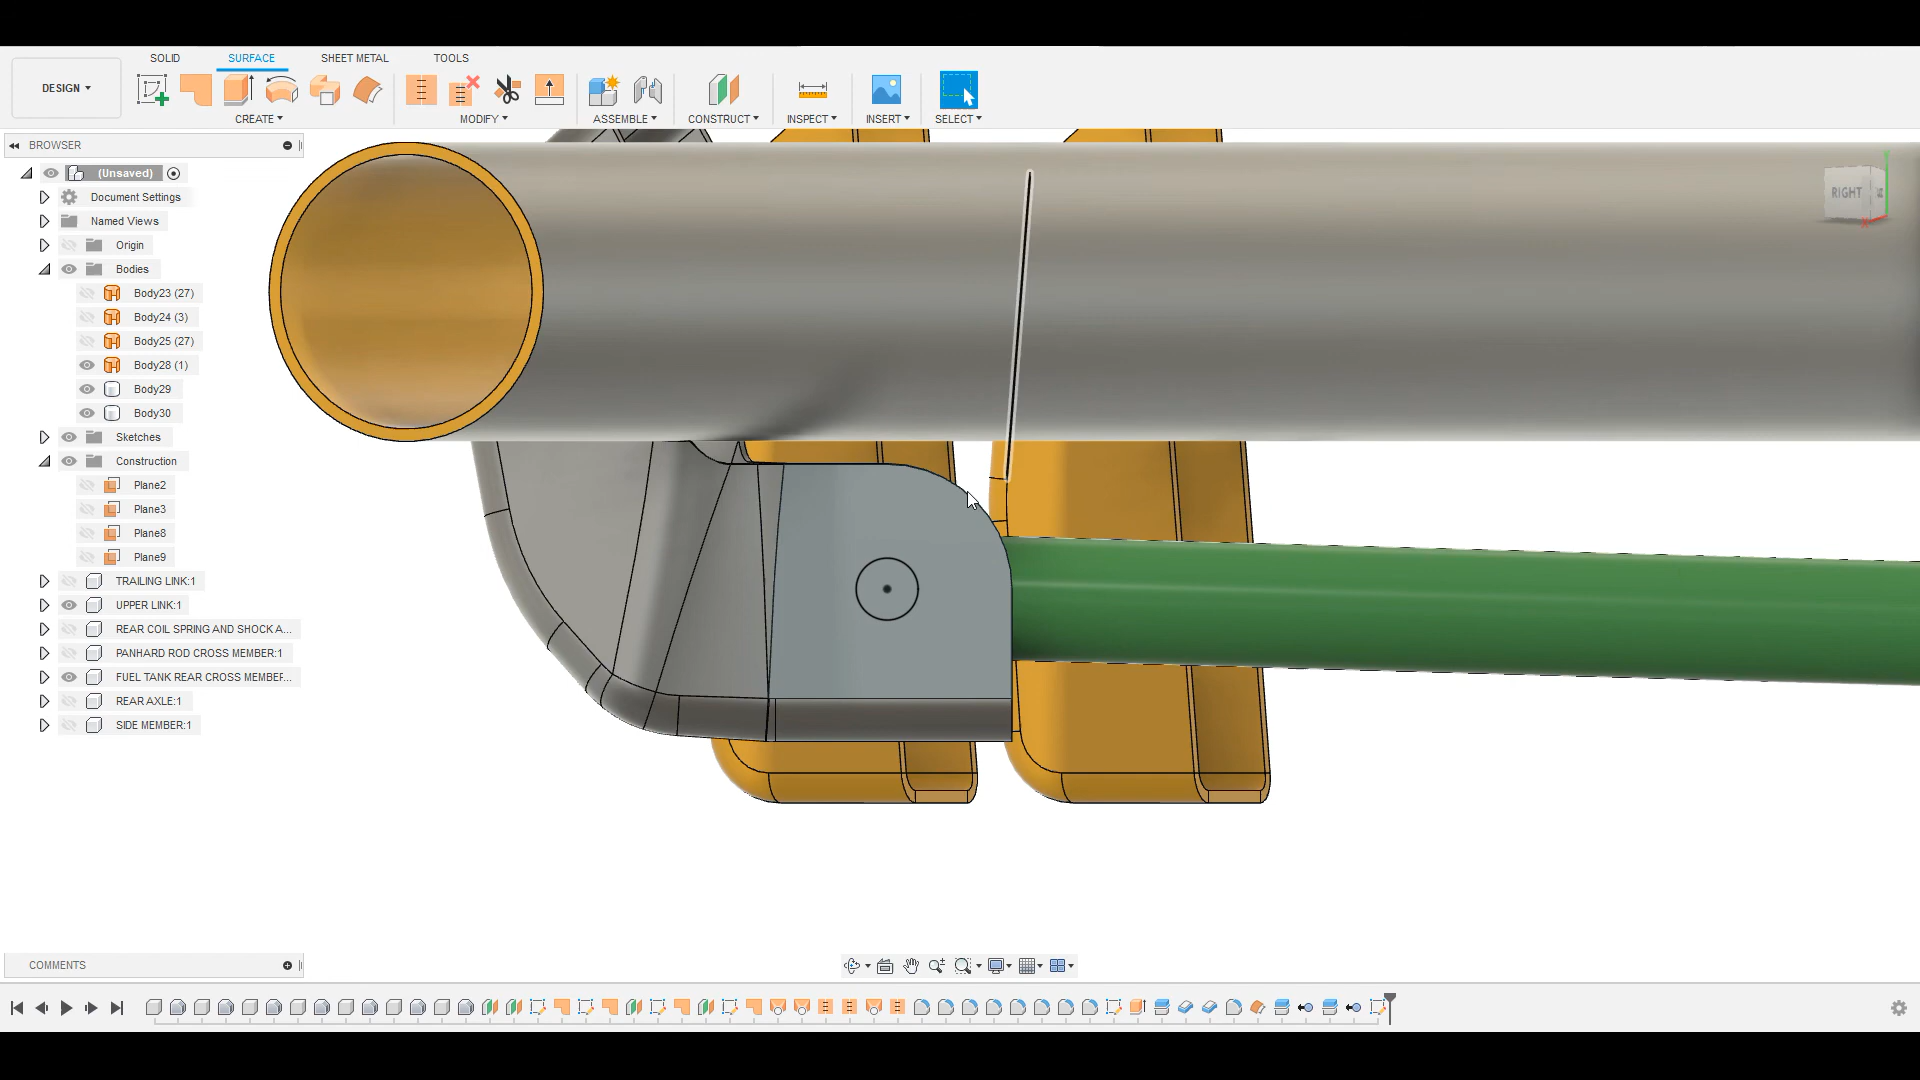 SOLID SURFACE SHEET METAL TOOLS
DESIGN
CREATE MODIFY ASSEMBLE CONSTRUCT INSPECT INSERT SELECT
BROWSER
(Unsaved)
Document Settings
Named Views
Origin
Bodies
Body23 (27)
Body24 (3)
Body25 (27)
Body28 (1)
Body29
Body30
Sketches
Construction
Plane2
Plane3
Plane8
Plane9
TRAILING LINK:1
UPPER LINK:1
REAR COIL SPRING AND SHOCK A...
PANHARD ROD CROSS MEMBER:1
FUEL TANK REAR CROSS MEMBER...
REAR AXLE:1
SIDE MEMBER:1
RIGHT
COMMENTS